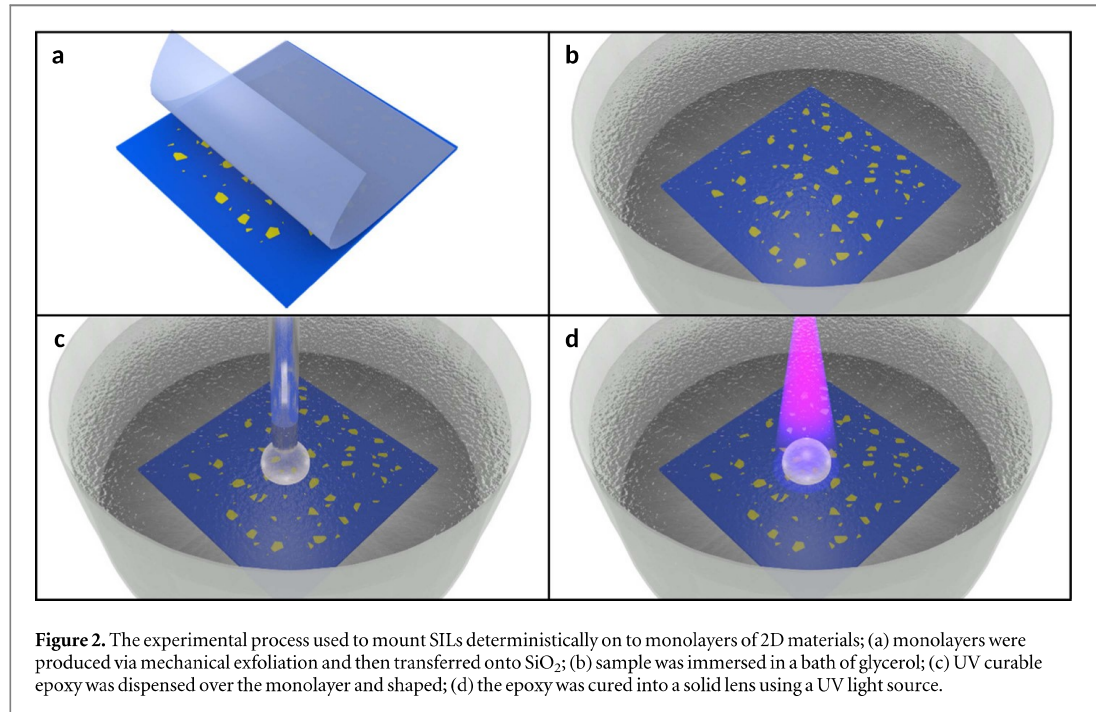 a
b
c
d
Figure 2. The experimental process used to mount SILs deterministically on to monolayers of 2D materials; (a) monolayers were
produced via mechanical exfoliation and then transferred onto SiO₂; (b) sample was immersed in a bath of glycerol; (c) UV curable
epoxy was dispensed over the monolayer and shaped; (d) the epoxy was cured into a solid lens using a UV light source.